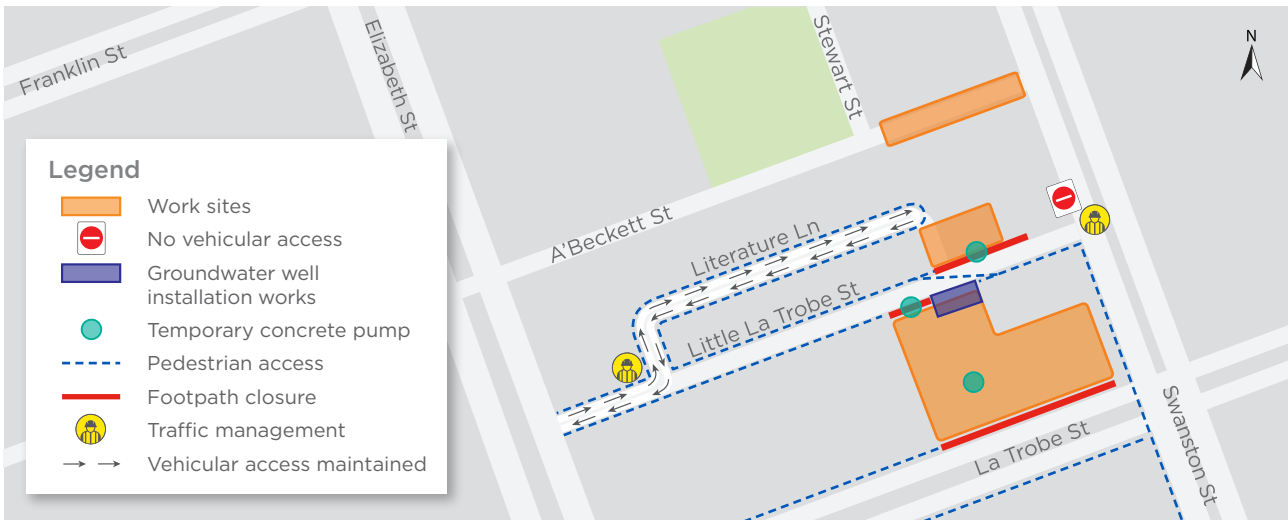 Franklin St
Elizabeth St
Stewart St
N
Legend
Work sites
No vehicular access
Groundwater well
installation works
Temporary concrete pump
Pedestrian access
Footpath closure
Traffic management
Vehicular access maintained
A'Beckett St
Literature Ln
Little La Trobe St
La Trobe St
Swanston St